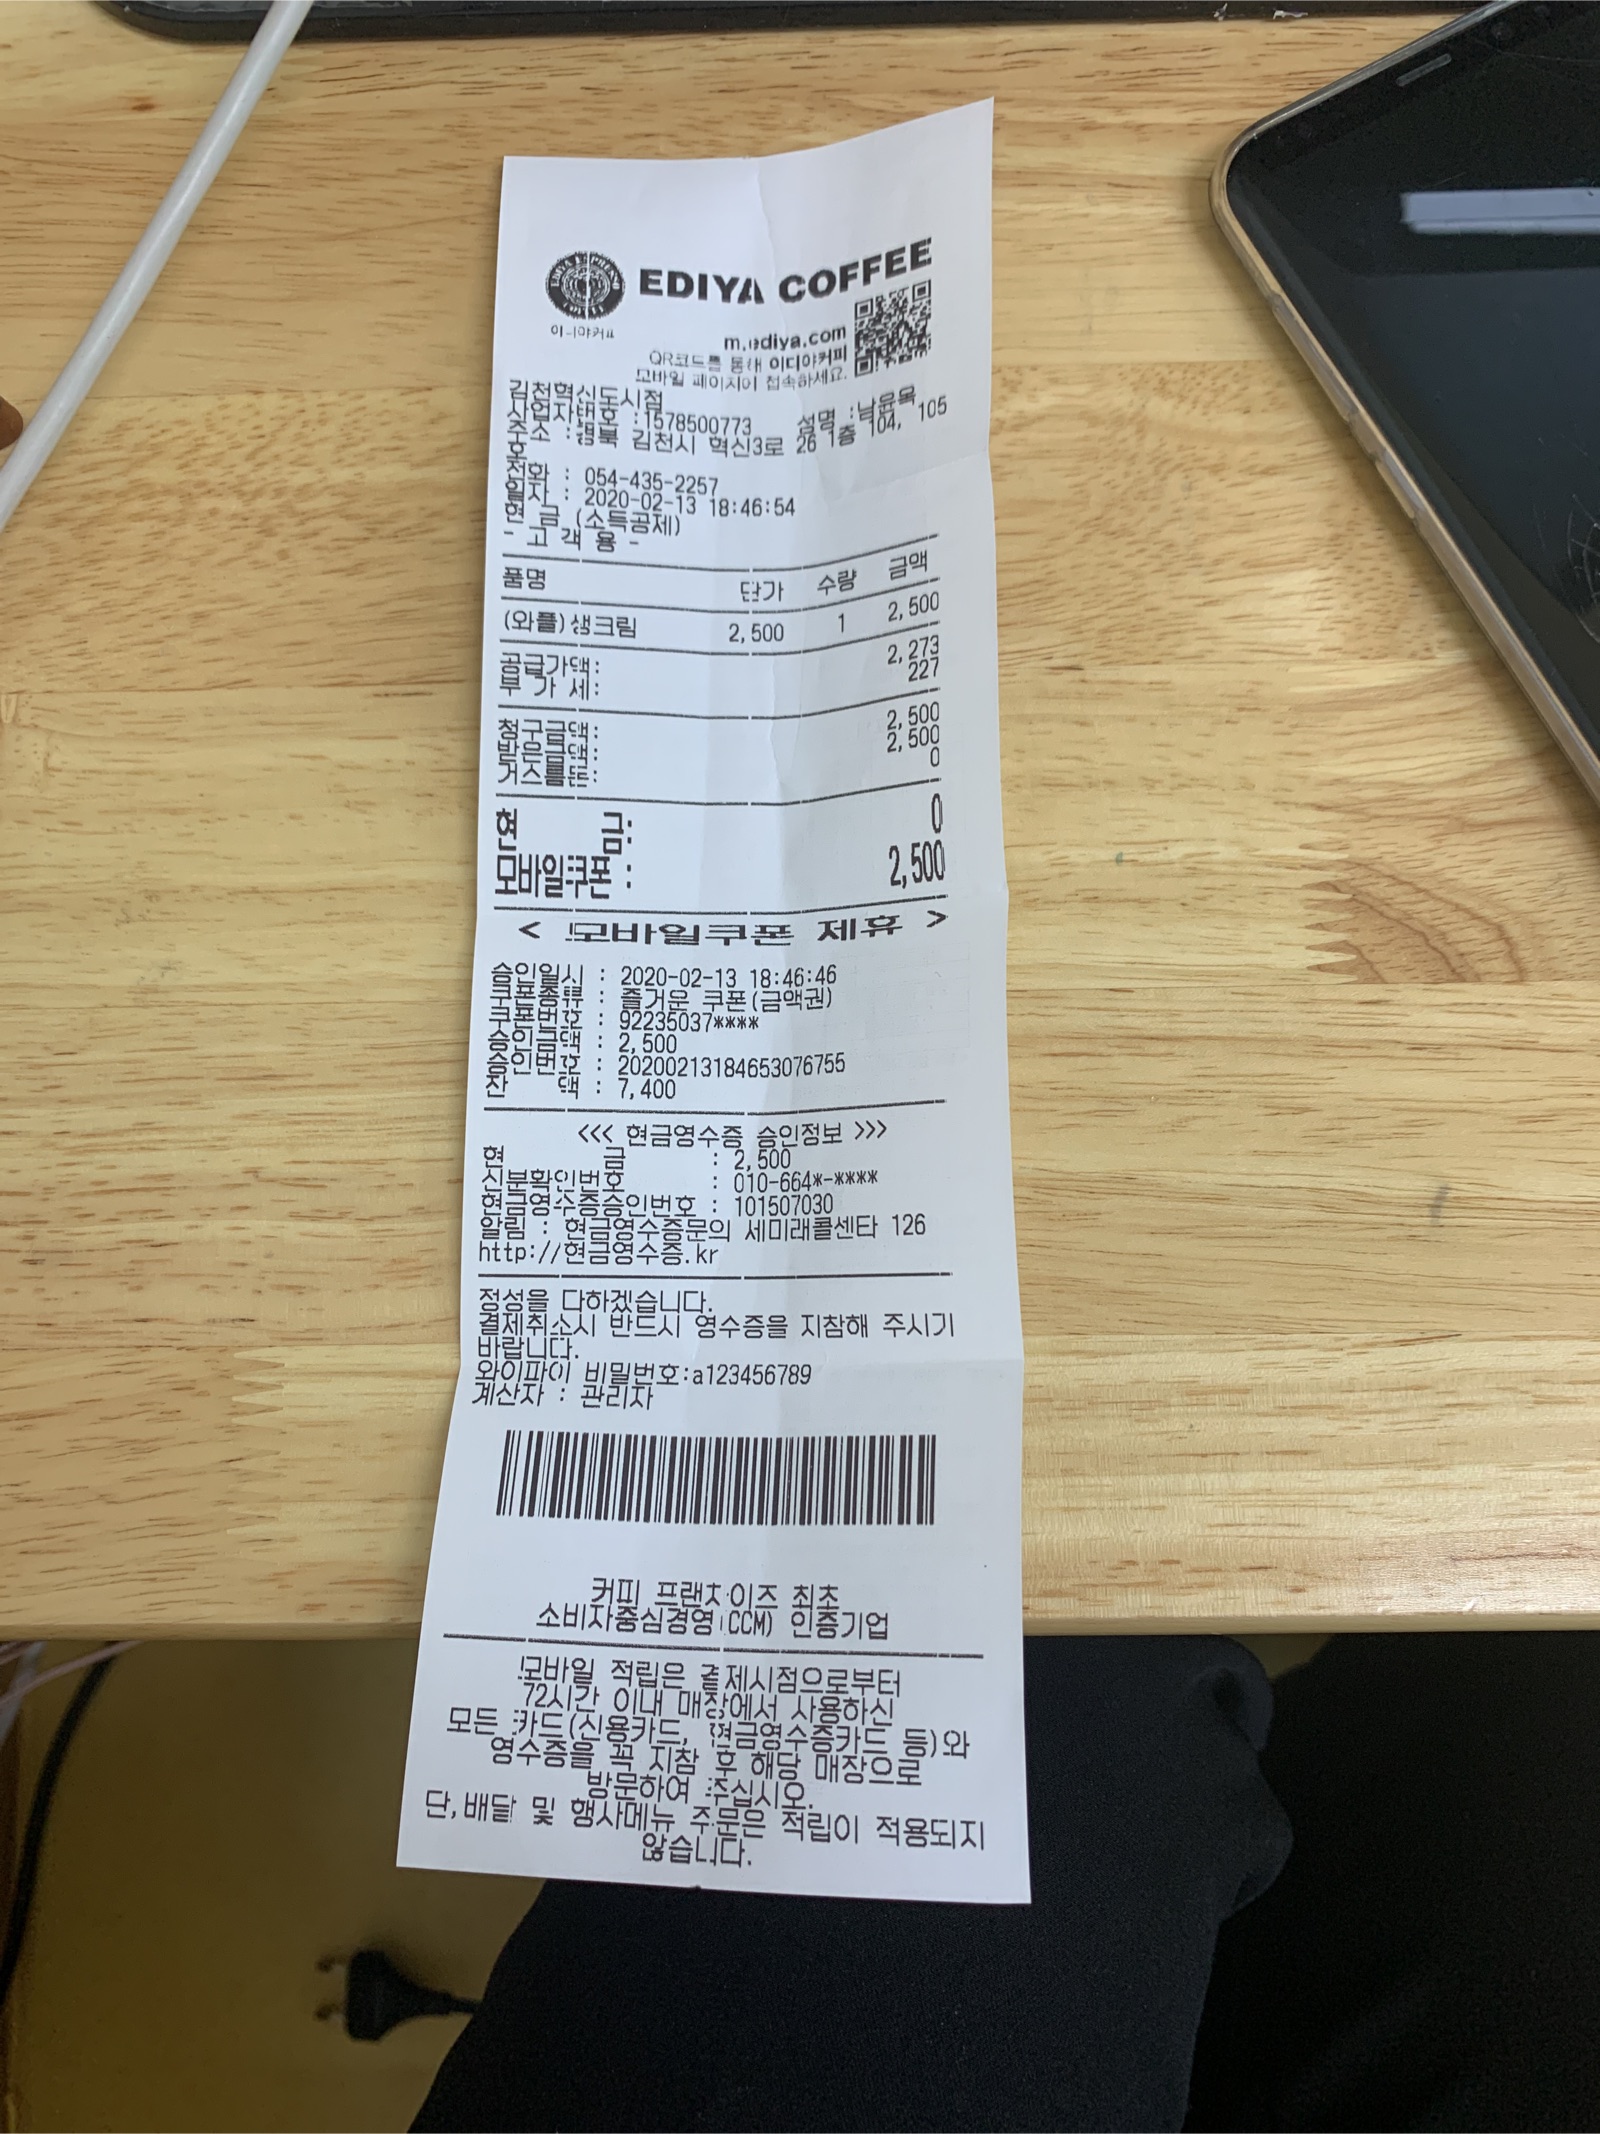 EDIYA COFFEE
이디야커피
m.ediya.com
QR코드를 통해 이디야커피
모바일 페이지에 접속하세요.
김천혁신도시점
사업자번호 :1578500773 성명 :남윤옥
주소 :경북 김천시 혁신3로 26 1층 104, 105
호
전화 : 054-435-2257
일자 : 2020-02-13 18:46:54
현 금 (소득공제)
- 고 객 용 -
품명 단가 수량 금액
(와플)생크림 2,500 1 2,500
공급가액: 2,273
부 가 세: 227
청구금액: 2,500
받은금액: 2,500
거스름돈: 0
현 금: 0
모바일쿠폰 : 2,500
< 모바일쿠폰 제휴 >
승인일시 : 2020-02-13 18:46:46
쿠폰종류 : 즐거운 쿠폰(금액권)
쿠폰번호 : 92235037****
승인금액 : 2,500
승인번호 : 20200213184653076755
잔 액 : 7,400
<<< 현금영수증 승인정보 >>>
현 금 : 2,500
신분확인번호 : 010-664*-****
현금영수증승인번호 : 101507030
알림 : 현금영수증문의 세미래콜센타 126
http://현금영수증.kr
정성을 다하겠습니다.
결제취소시 반드시 영수증을 지참해 주시기
바랍니다.
와이파이 비밀번호:a123456789
계산자 : 관리자
커피 프랜차이즈 최초
소비자중심경영(CCM) 인증기업
모바일 적립은 결제시점으로부터
72시간 이내 매장에서 사용하신
모든 카드(신용카드, 현금영수증카드 등)와
영수증을 꼭 지참 후 해당 매장으로
방문하여 주십시오.
단,배달 및 행사메뉴 주문은 적립이 적용되지
않습니다.